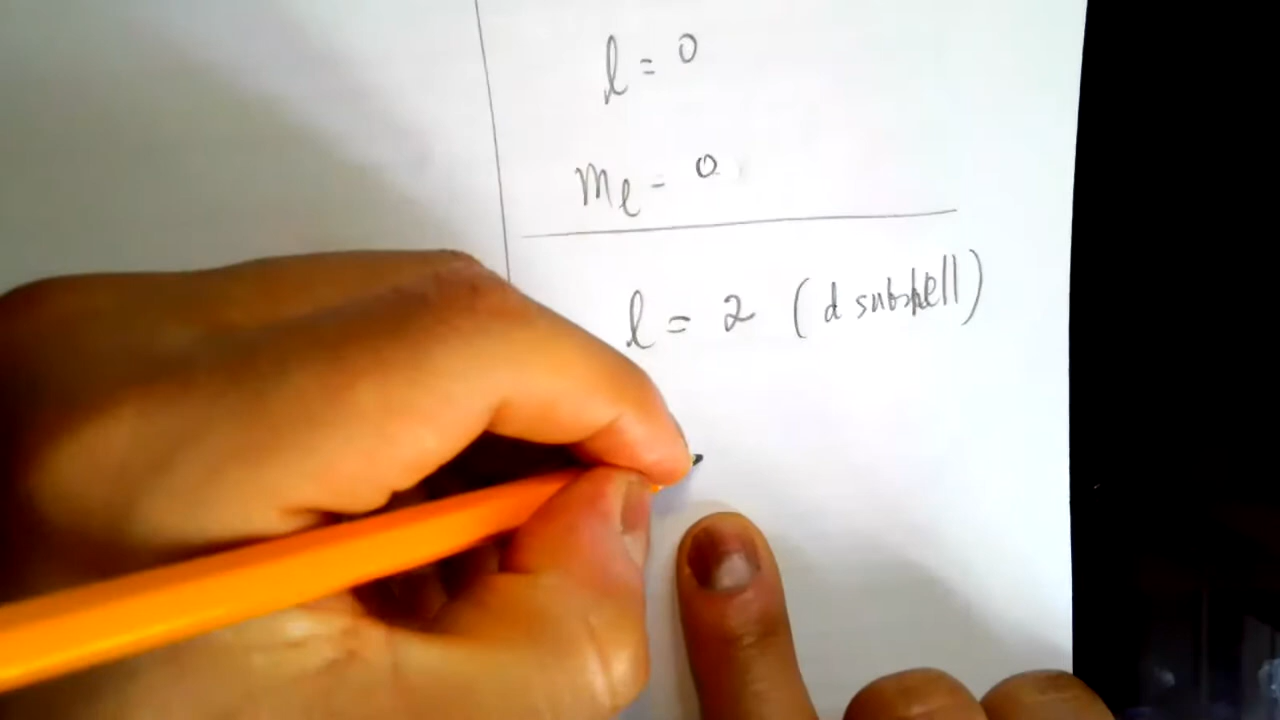 l = 0
ml - 0
l = 2 (d subshell)